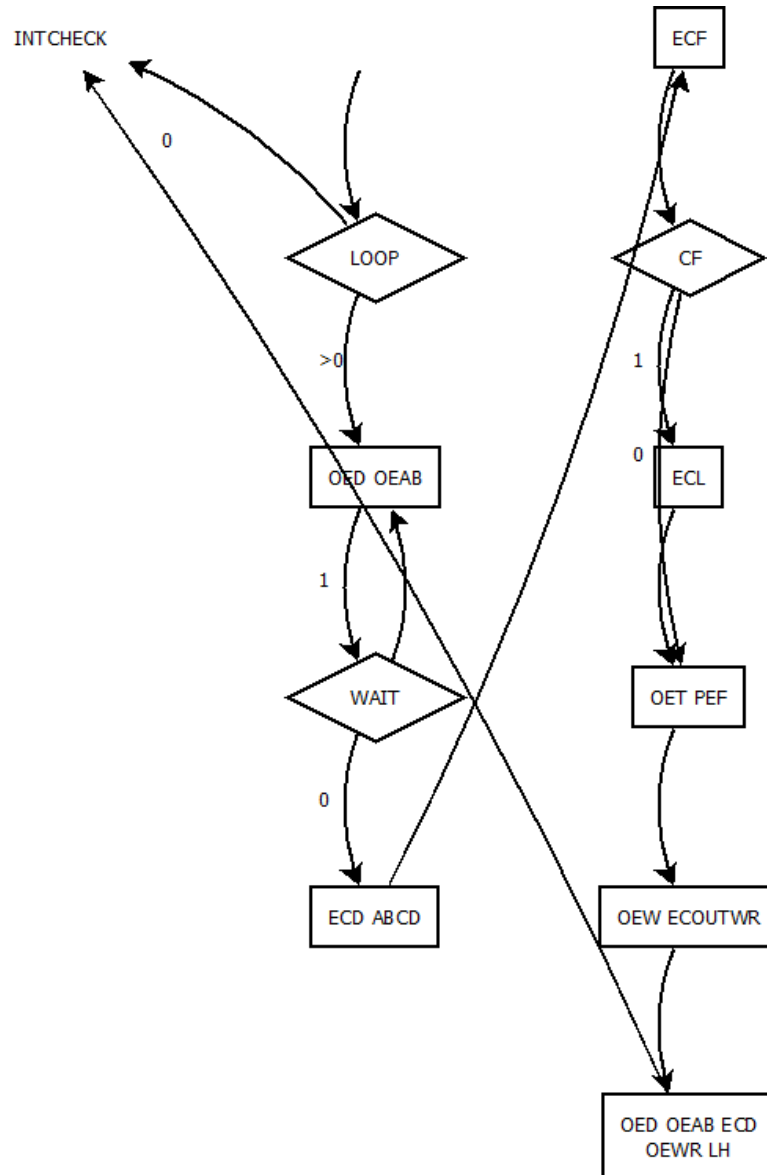 INTCHECK
ECF
0
LOOP
CF
>0
1
0
OED OEAB
ECL
1
WAIT
OET PEF
0
ECD ABCD
OEW ECOUTWR
OED OEAB ECD
OEWR LH